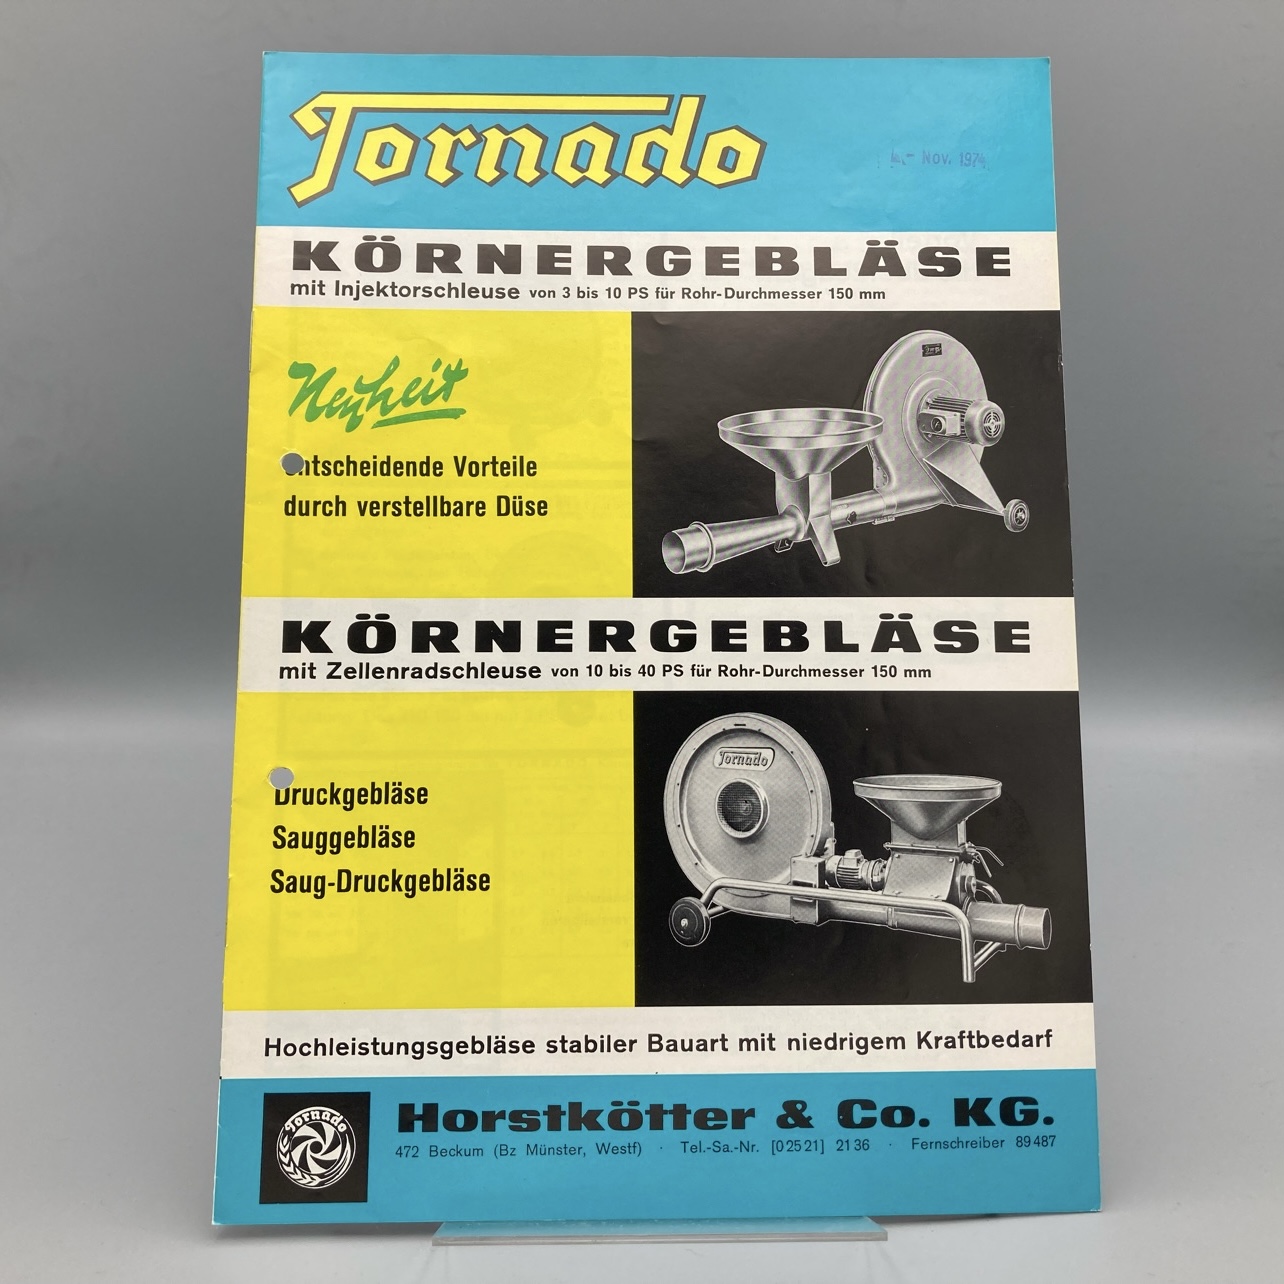 Tornado
Nov. 1974
KÖRNERGEBLÄSE
mit Injektorschleuse von 3 bis 10 PS für Rohr-Durchmesser 150 mm
Neuheit
entscheidende Vorteile
durch verstellbare Düse
KÖRNERGEBLÄSE
mit Zellenradschleuse von 10 bis 40 PS für Rohr-Durchmesser 150 mm
Tornado
Druckgebläse
Sauggebläse
Saug-Druckgebläse
Hochleistungsgebläse stabiler Bauart mit niedrigem Kraftbedarf
Tornado
Horstkötter & Co. KG.
472 Beckum (Bz Münster, Westf) · Tel.-Sa.-Nr. [02521] 2136 · Fernschreiber 89487